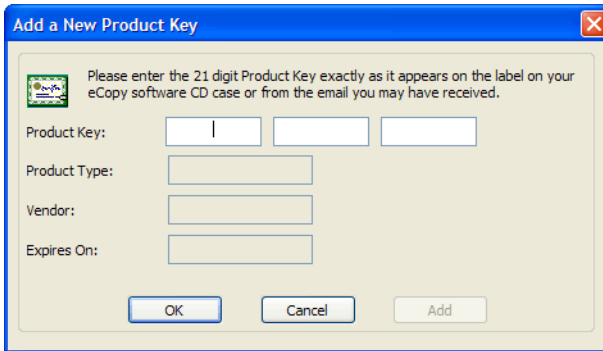 Add a New Product Key
Please enter the 21 digit Product Key exactly as it appears on the label on your
eCopy software CD case or from the email you may have received.
Product Key:
Product Type:
Vendor:
Expires On:
OK Cancel Add